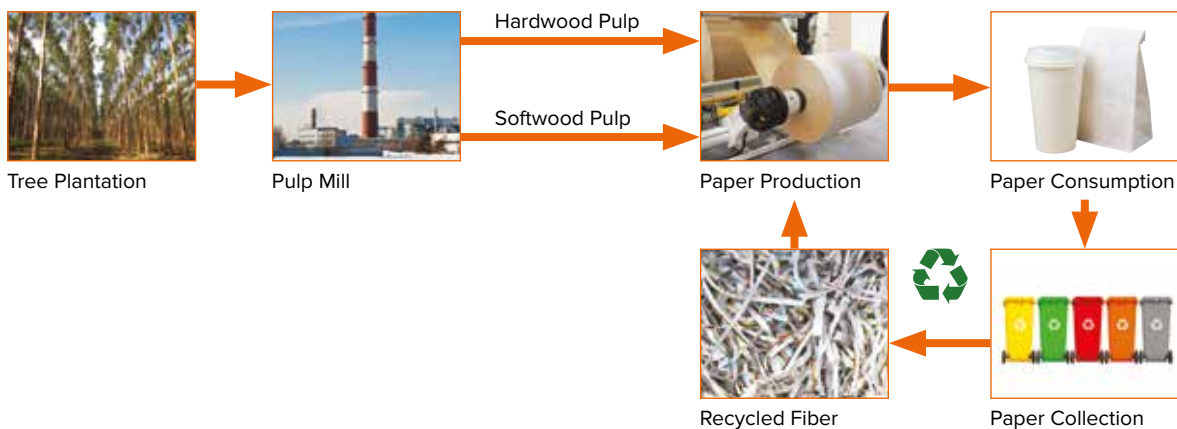 Hardwood Pulp
Softwood Pulp
Tree Plantation
Pulp Mill
Paper Production
Paper Consumption
Recycled Fiber
Paper Collection